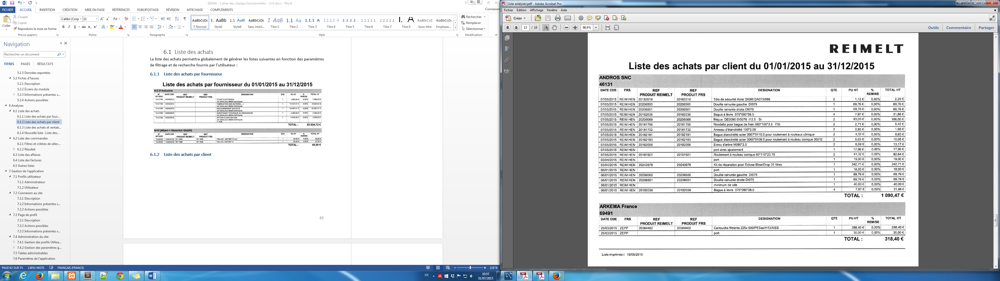 SIGMA - Cahier des charges fonctionnelles - v1.0.docx - Word
FICHIER ACCUEIL INSERTION CRÉATION MISE EN PAGE RÉFÉRENCES PUBLIPOSTAGE RÉVISION AFFICHAGE COMPLÉMENTS
Connexion
Coller
Couper
Copier
Reproduire la mise en forme
Presse-papiers
Calibri (Corp 11
Police
Paragraphe
¶ Normal Style1 Style4 Sans interl... Titre 1 Titre 2 Titre 3 Titre 4 Titre 5 Titre 6 Titre 7 Titre 0 Sous-titre Emphase...
Style
Rechercher
Remplacer
Sélectionner
Modification
Navigation
Rechercher un document
TITRES PAGES RÉSULTATS
5.1.5 Données exportées
5.2 Fiches d'heures
5.2.1 Description
5.2.2 Écrans du module
5.2.3 Informations présentes s...
5.2.4 Actions possibles
6 Analyses
6.1 Liste des achats
6.1.1 Liste des achats par four...
6.1.2 Liste des achats par client
6.1.3 Liste des achats et rentab...
6.1.4 Nouvelle liste : Liste des...
6.2 Liste des commandes
6.2.1 Filtres et critères de sélec...
6.2.2 Résultat
6.3 Liste des affaires
6.4 Liste des factures
6.5 Autres listes
7 Gestion de l'application
7.1 Profils utilisateur
7.1.1 Administrateur
7.1.2 Utilisateur
7.2 Connexion au site
7.2.1 Description
7.2.2 Informations présentes s...
7.2.3 Actions possibles
7.3 Page de profil
7.3.1 Description
7.3.2 Actions possibles
7.3.3 Informations présentes s...
7.4 Administration du site
7.4.1 Gestion des profils Utilisa...
7.4.2 Gestion des paramètres g...
7.5 Tables administrables
7.6 Paramètres de l'application
6.1 Liste des achats
La liste des achats permettra globalement de générer les listes suivantes en fonction des paramètres
de filtrage et de recherche fournis par l'utilisateur :
6.1.1 Liste des achats par fournisseur
Liste des achats par fournisseur du 01/01/2015 au 31/12/2015
A.E.D Industrie
N° AFFAIRE DATE CDE REF PRODUIT REIMELT REF PRODUIT FRS DESIGNATION QTE PU HT % REMISE TOTAL HT
13-41749 24/04/2015 ETUDE ELECTRIQUE 1 7 920,00 € 0,00% 7 920,00 €
voir devis pour détails techniques
13-41749 24/04/2015 FABRICATION (MO-MATERIEL...) 1 15 037,51 € 0,00% 15 037,51 €
voir devis pour détails techniques
13-41749 24/04/2015 RACCORDEMENT SUR SITE 1 23 997,21 € 0,00% 23 997,21 €
voir devis pour détails techniques
13-41749 24/04/2015 ASSISTANCE TECHNIQUE AU DEMARRAGE 1 2 380,00 € 0,00% 2 380,00 €
voir devis pour détails techniques
13-41749 24/04/2015 OPTION CLIMATISATION 1 3 600,00 € 0,00% 3 600,00 €
voir devis pour détails techniques
TOTAL : 52 934,72 €
A+H (Albert + Hennrich GmbH)
N° AFFAIRE DATE CDE REF PRODUIT REIMELT REF PRODUIT FRS DESIGNATION QTE PU HT % REMISE TOTAL HT
1 22,50 € 0,00% 22,50 €
1 22,50 € 0,00% 22,50 €
TOTAL : 45,00 €
6.1.2 Liste des achats par client
61
PAGE 62 SUR 75 12052 MOTS FRANÇAIS (FRANCE) 110 %
FR 10:57
31/07/2015
Liste analyses.pdf - Adobe Acrobat Pro
Fichier Edition Affichage Fenêtre Aide
Créer
15 / 18 98,9%
Outils Commentaire Partager
REIMELT
Liste des achats par client du 01/01/2015 au 31/12/2015
ANDROS SNC
46131
DATE CDE FRS REF PRODUIT REIMELT REF PRODUIT FRS DESIGNATION QTE PU HT % REMISE TOTAL HT
07/05/2015 REIM HEN 20182019 20182019 Tôle de sécurité Acier DI060 DA073/086 2 1,12 € 0,00% 2,25 €
07/05/2015 REIM HEN 20206500 20206500 Douille rainurée gauche DI075 1 69,76 € 0,00% 69,76 €
07/05/2015 REIM HEN 20206501 20206501 Douille rainurée droite DI075 1 69,76 € 0,00% 69,76 €
07/05/2015 REIM HEN 20182036 20182036 Bague à lèvre 075*090*08.0 4 7,97 € 0,00% 31,86 €
07/05/2015 REIM HEN 20206069 20206069 Bague DE0090 DI0076 t12.5 St 2 93,00 € 0,00% 186,00 €
07/05/2015 REIM HEN 20181756 20181756 Rondelle pour bague de frein 080*100*3.5 FSt 2 2,71 € 0,00% 5,42 €
07/05/2015 REIM HEN 20181732 20181732 Anneau d'étanchéité 100*3.00 2 0,93 € 0,00% 1,86 €
07/05/2015 REIM HEN 20182181 20182181 Bague étanchéité acier 0067*0110.0 pour roulement à rouleaux cônique 2 4,32 € 0,00% 8,63 €
07/05/2015 REIM HEN 20182183 20182183 Bague étanchéité acier 0060*0109.5 pour roulement à rouleau conique 30212 2 5,03 € 0,00% 10,05 €
07/05/2015 REIM HEN 20182006 20182006 Ecrou d'arbre M060*2.0 2 6,59 € 0,00% 13,17 €
07/05/2015 REIM HEN port avec ajustement 1 17,96 € 0,00% 17,96 €
07/05/2015 REIM HEN 20181921 20181921 Roulement à rouleau conique 60*110*23.75 2 41,32 € 0,00% 82,64 €
03/04/2015 REIM HEN port 1 19,00 € 0,00% 19,00 €
03/04/2015 REIM HEN 20243978 20243978 Kit de réparation pour Ecluse Blow/Drop 31 litres 1 342,71 € 0,00% 342,71 €
06/01/2015 REIM HEN port 1 18,00 € 0,00% 18,00 €
06/01/2015 REIM HEN 20206500 20206500 Douille rainurée gauche DI075 1 69,76 € 0,00% 69,76 €
06/01/2015 REIM HEN 20206501 20206501 Douille rainurée droite DI075 1 69,76 € 0,00% 69,76 €
06/01/2015 REIM HEN minimum de cde 1 40,00 € 0,00% 40,00 €
06/01/2015 REIM HEN 20182036 20182036 Bague à lèvre 075*090*08.0 4 7,97 € 0,00% 31,86 €
TOTAL : 1 090,47 €
ARKEMA France
69491
DATE CDE FRS REF PRODUIT REIMELT REF PRODUIT FRS DESIGNATION QTE PU HT % REMISE TOTAL HT
25/03/2015 ZEPP 20364402 20364402 Cartouche filtrante 225x 500/PESas/H13/AISS 1 288,40 € 0,00% 288,40 €
25/03/2015 ZEPP port 1 30,00 € 0,00% 30,00 €
TOTAL : 318,40 €
Liste imprimée l 19/05/2015